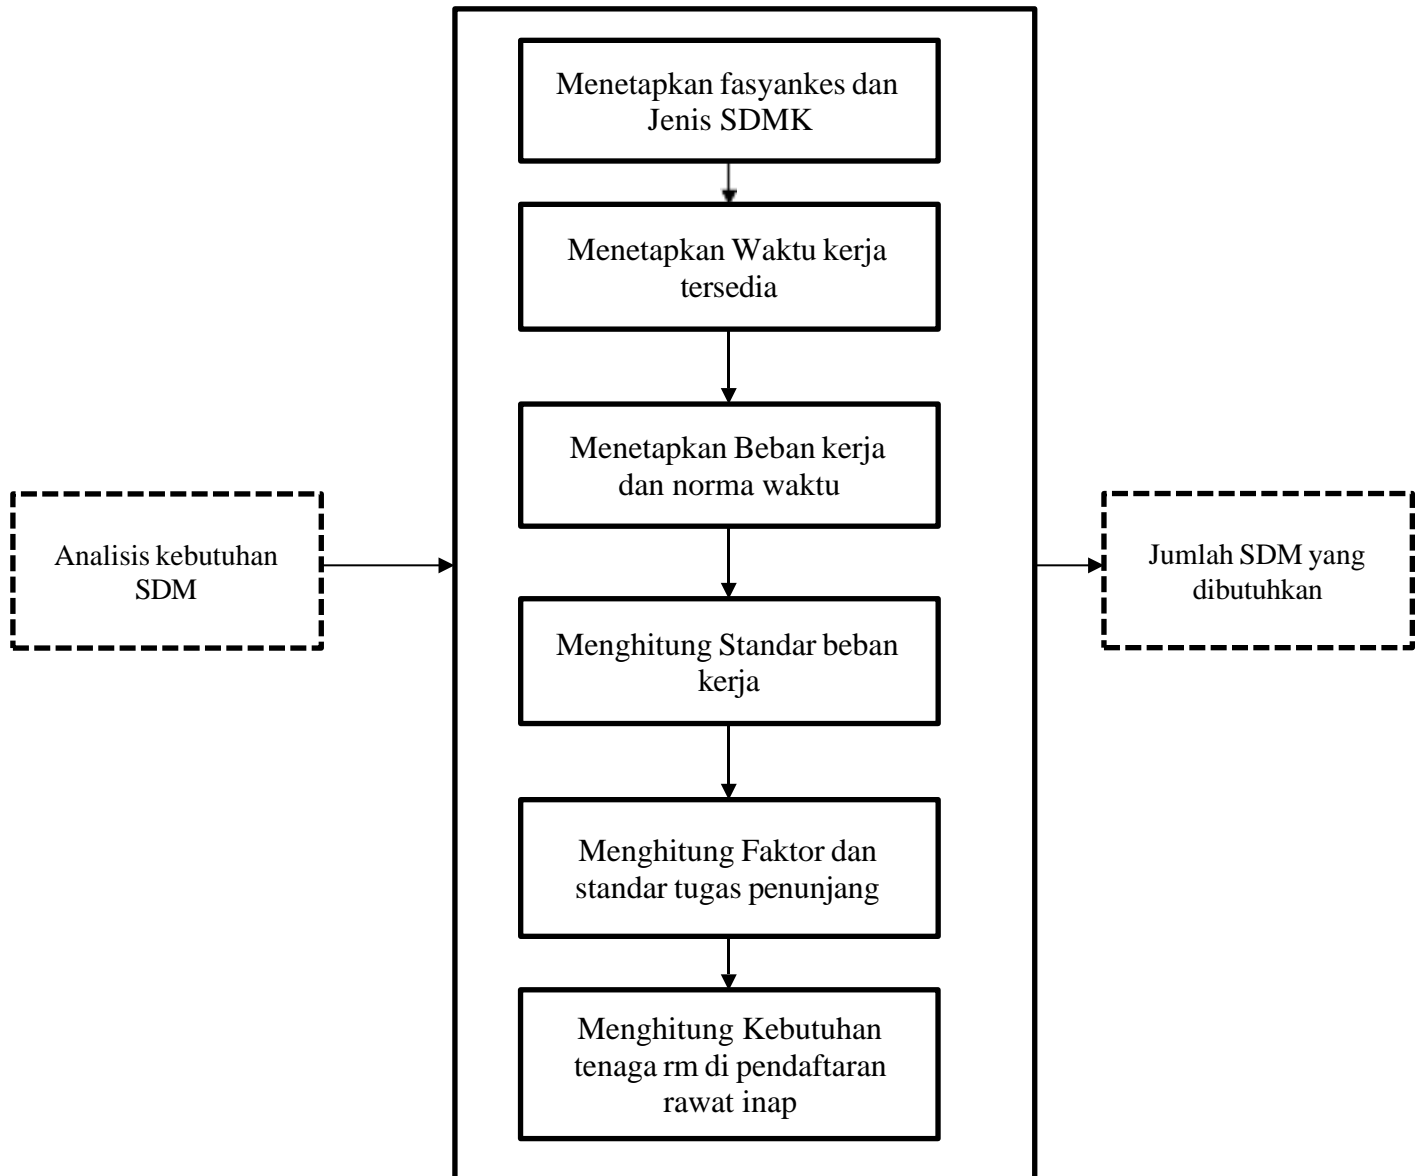 Menetapkan fasyankes dan
Jenis SDMK
Menetapkan Waktu kerja
tersedia
Menetapkan Beban kerja
dan norma waktu
Analisis kebutuhan
SDM
Jumlah SDM yang
dibutuhkan
Menghitung Standar beban
kerja
Menghitung Faktor dan
standar tugas penunjang
Menghitung Kebutuhan
tenaga rm di pendaftaran
rawat inap